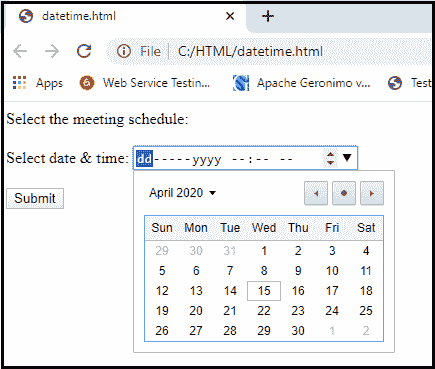 datetime.html
File | C:/HTML/datetime.html
Apps Web Service Testin... Apache Geronimo v... Testi
Select the meeting schedule:
Select date & time: dd-----yyyy --:-- --
Submit
April 2020
Sun Mon Tue Wed Thu Fri Sat
29 30 31 1 2 3 4
5 6 7 8 9 10 11
12 13 14 15 16 17 18
19 20 21 22 23 24 25
26 27 28 29 30 1 2